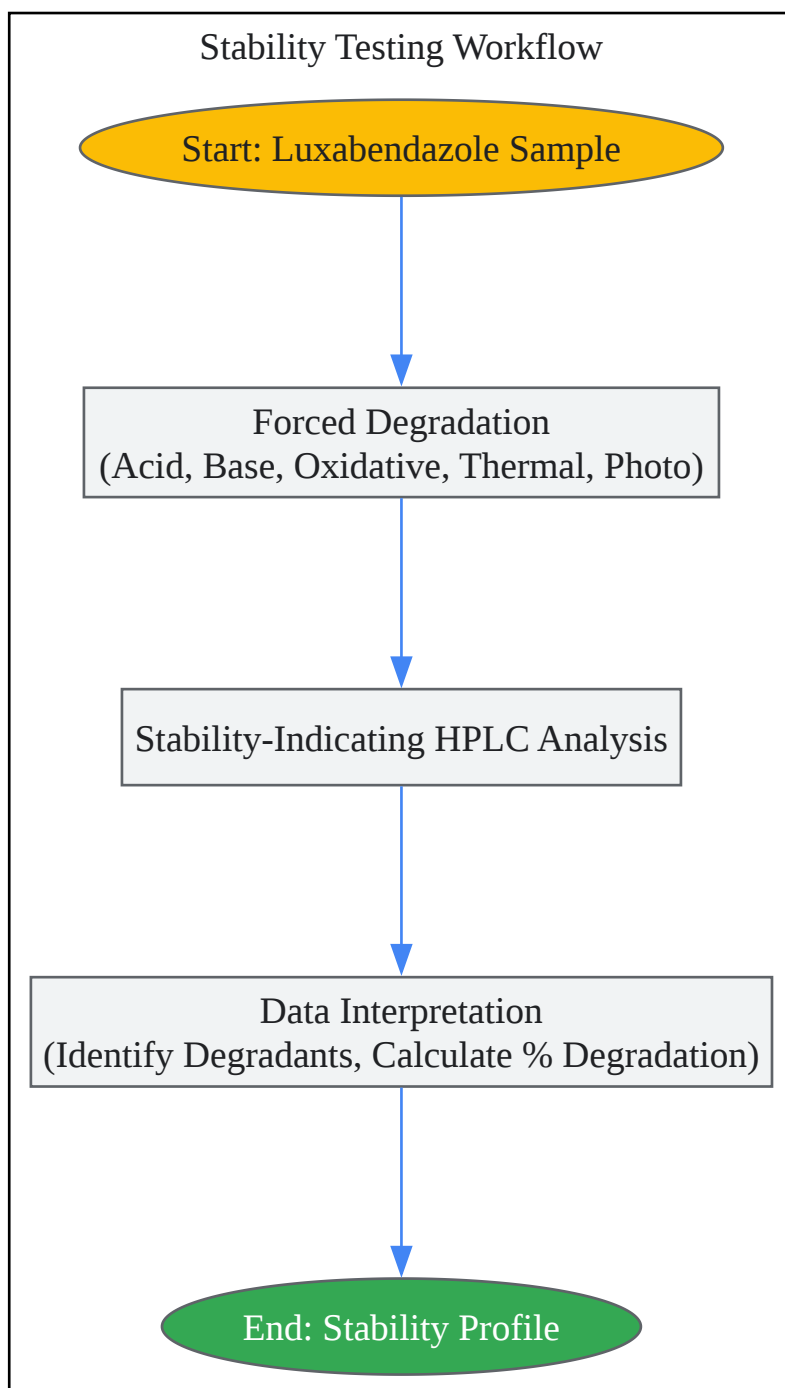 Stability Testing Workflow
Start: Luxabendazole Sample
Forced Degradation
(Acid, Base, Oxidative, Thermal, Photo)
Stability-Indicating HPLC Analysis
Data Interpretation
(Identify Degradants, Calculate % Degradation)
End: Stability Profile